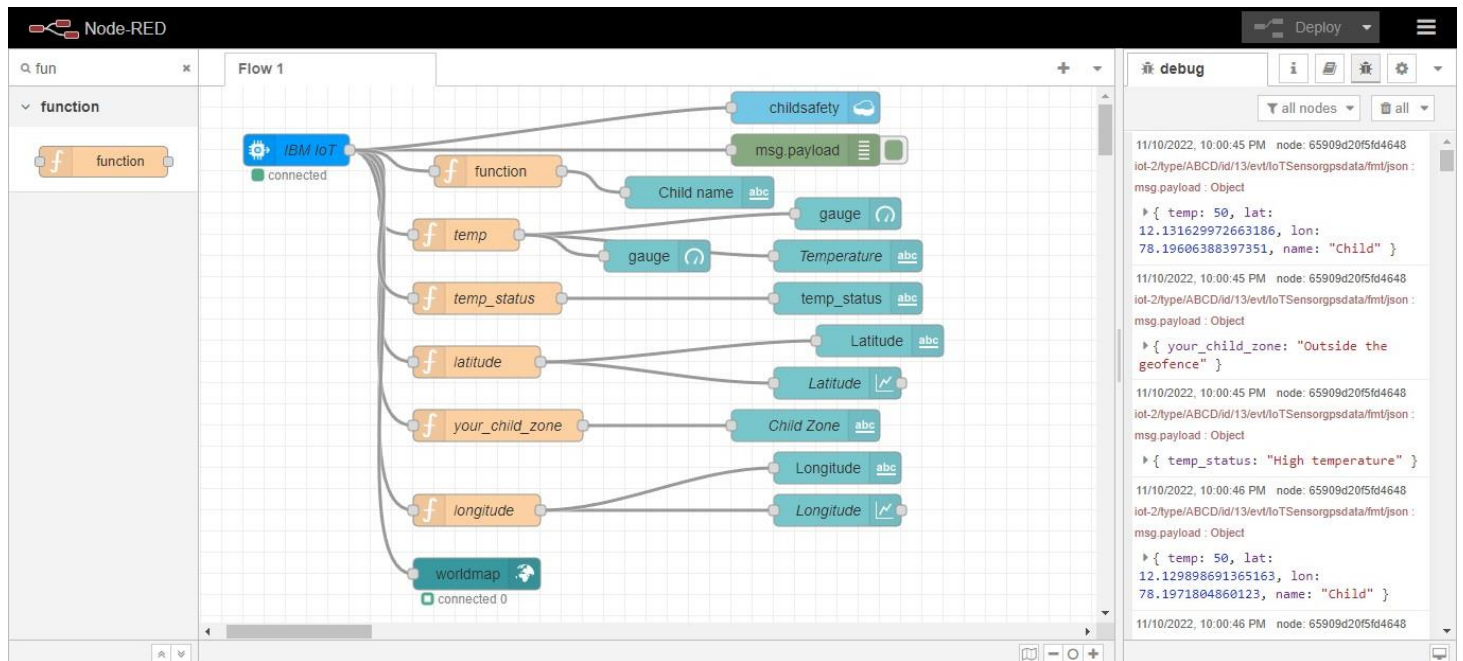 Node-RED
Deploy
fun
Flow 1
debug
i
function
all nodes
all
function
IBM IoT
connected
childsafety
msg.payload
function
Child name
abc
gauge
temp
gauge
Temperature
abc
temp_status
temp_status
abc
Latitude
abc
latitude
Latitude
your_child_zone
Child Zone
abc
Longitude
abc
longitude
Longitude
worldmap
connected 0
11/10/2022, 10:00:45 PM node: 65909d20f5fd4648
iot-2/type/ABCD/id/13/evt/IoTSensorgpsdata/fmt/json :
msg.payload : Object
{ temp: 50, lat:
12.131629972663186, lon:
78.19606388397351, name: "Child" }
11/10/2022, 10:00:45 PM node: 65909d20f5fd4648
iot-2/type/ABCD/id/13/evt/IoTSensorgpsdata/fmt/json :
msg.payload : Object
{ your_child_zone: "Outside the
geofence" }
11/10/2022, 10:00:45 PM node: 65909d20f5fd4648
iot-2/type/ABCD/id/13/evt/IoTSensorgpsdata/fmt/json :
msg.payload : Object
{ temp_status: "High temperature" }
11/10/2022, 10:00:46 PM node: 65909d20f5fd4648
iot-2/type/ABCD/id/13/evt/IoTSensorgpsdata/fmt/json :
msg.payload : Object
{ temp: 50, lat:
12.129898691365163, lon:
78.1971804860123, name: "Child" }
11/10/2022, 10:00:46 PM node: 65909d20f5fd4648